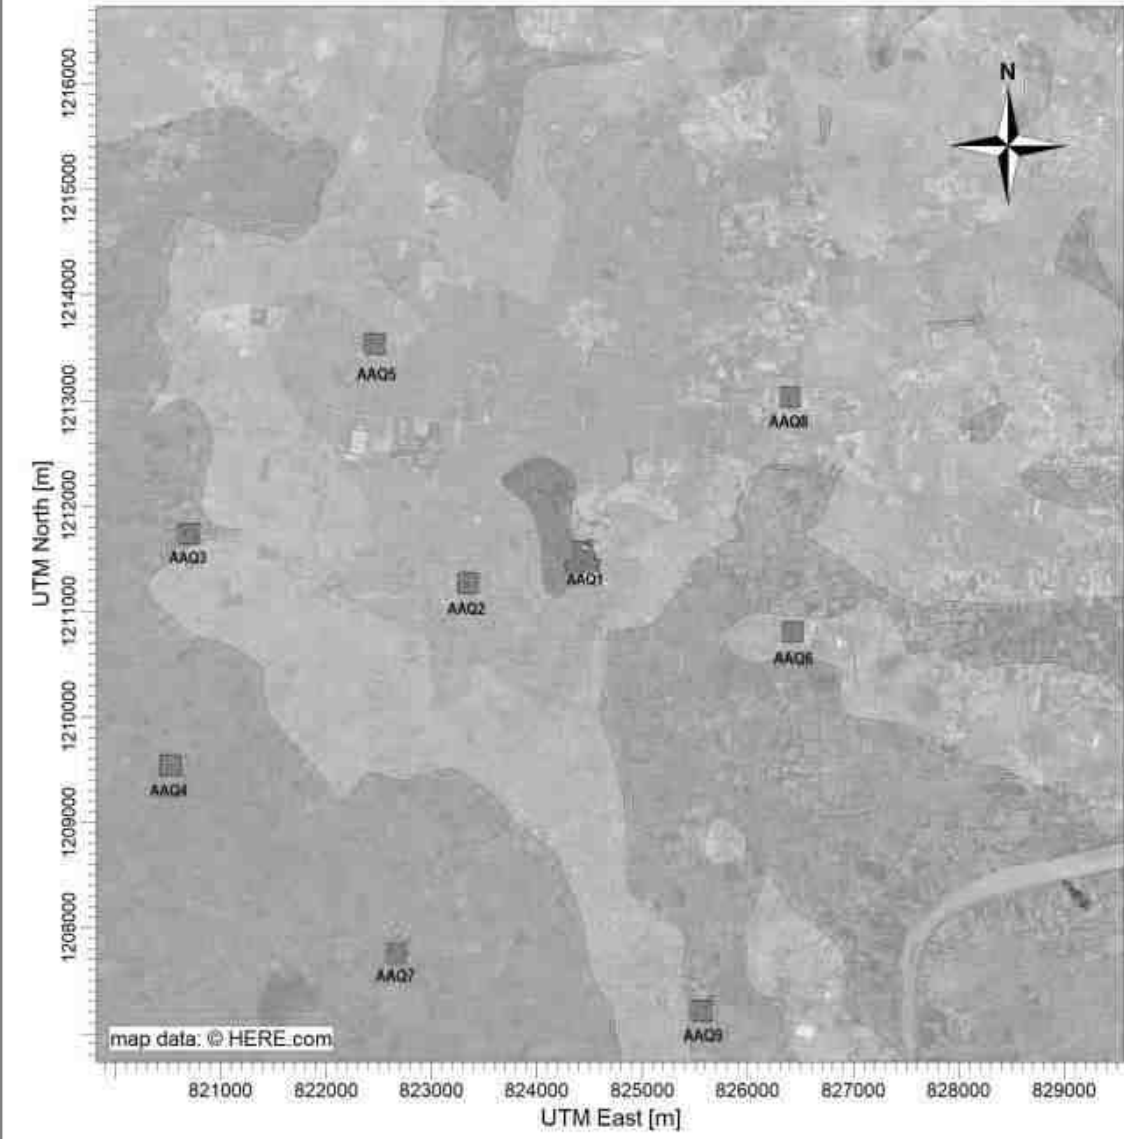 N
1216000
1215000
1214000
1213000
1212000
1211000
1210000
1209000
1208000
UTM North [m]
AAQ5
AAQ8
AAQ3
AAQ1
AAQ2
AAQ6
AAQ4
AAQ7
AAQ9
map data: © HERE.com
821000 822000 823000 824000 825000 826000 827000 828000 829000
UTM East [m]